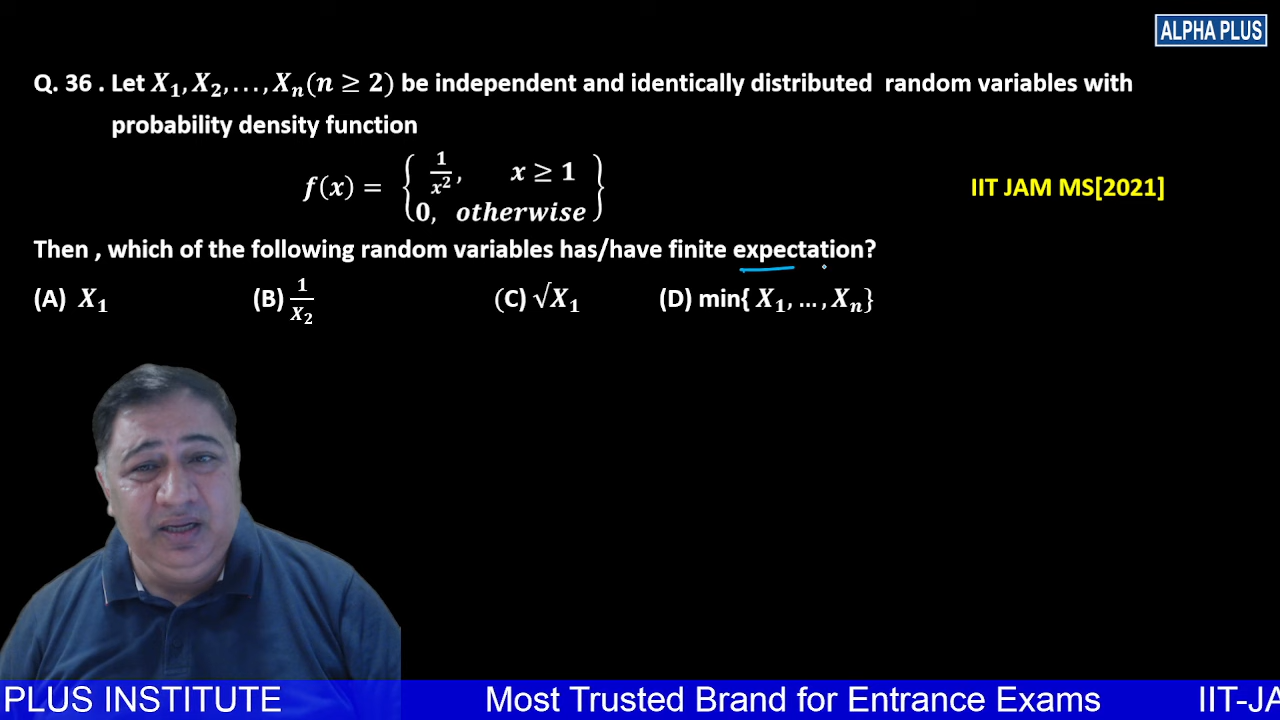 ALPHA PLUS
Q. 36 . Let X₁, X₂, . . . , Xₙ(n ≥ 2) be independent and identically distributed random variables with
probability density function
f(x) = { 1/x², x ≥ 1
0, otherwise }
IIT JAM MS[2021]
Then , which of the following random variables has/have finite expectation?
(A) X₁ (B) 1/X₂ (C) √X₁ (D) min{ X₁, ... , Xₙ}
PLUS INSTITUTE Most Trusted Brand for Entrance Exams IIT-JA